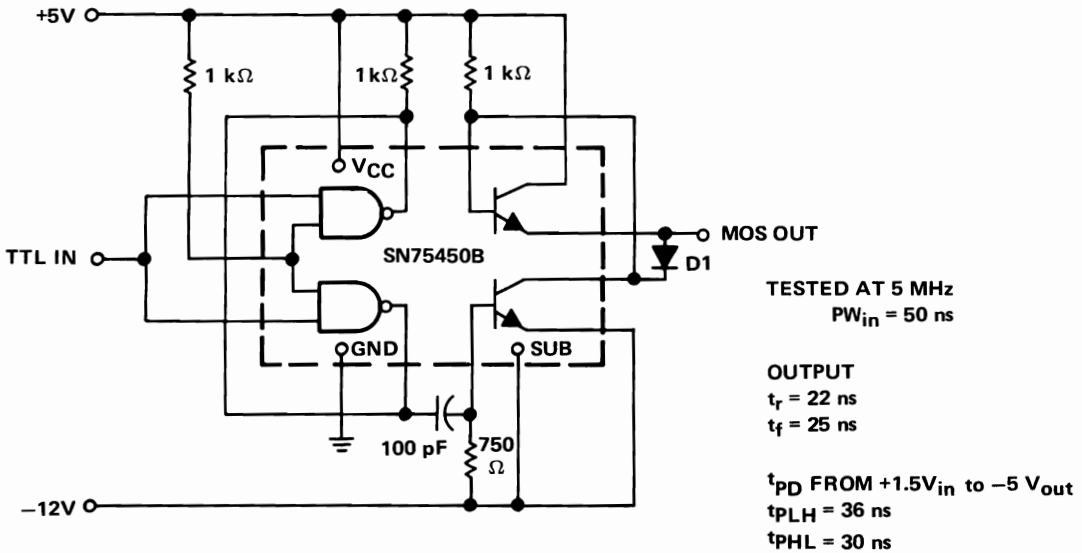 +5V
1 kΩ
1kΩ
1 kΩ
VCC
TTL IN
SN75450B
MOS OUT
D1
GND
SUB
100 pF
750
Ω
−12V
TESTED AT 5 MHz
PWin = 50 ns
OUTPUT
tr = 22 ns
tf = 25 ns
tPD FROM +1.5Vin to −5 Vout
tPLH = 36 ns
tPHL = 30 ns